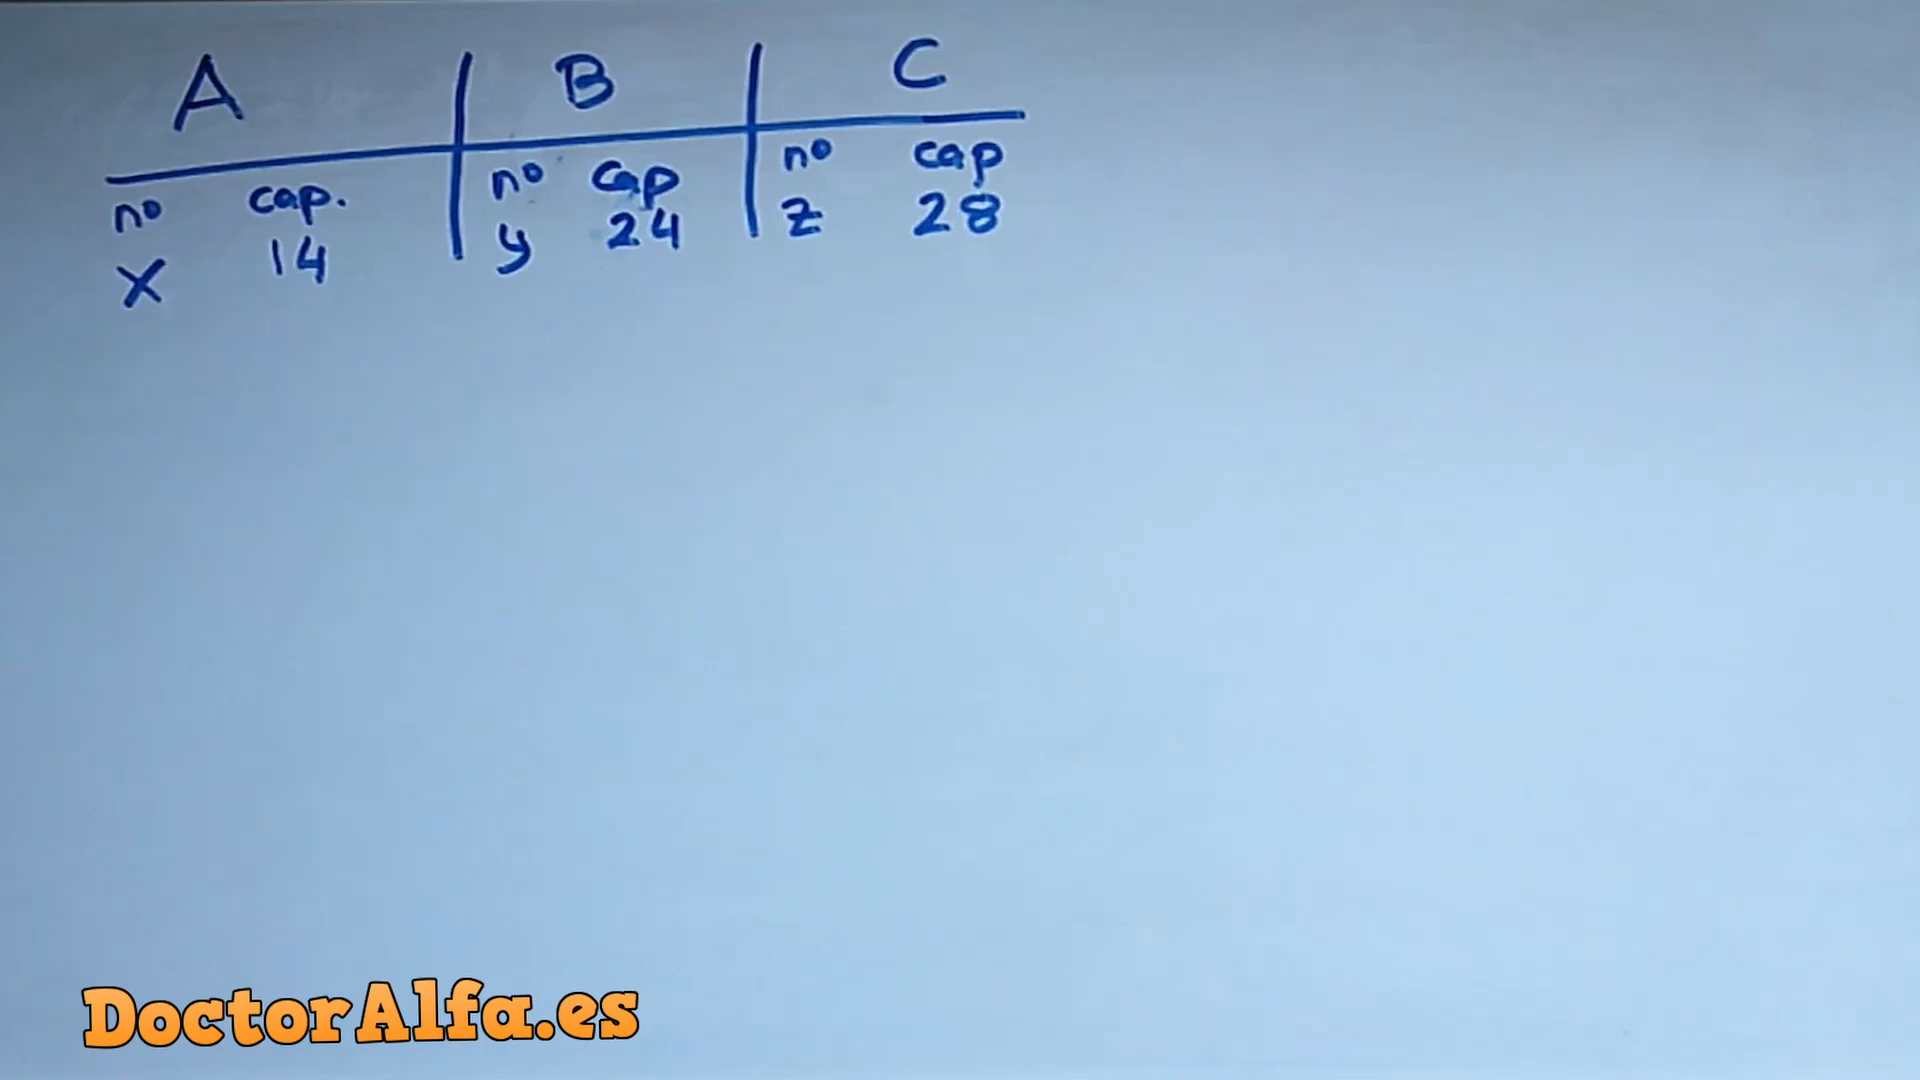 A B C
nº cap. nº cap nº cap
x 14 y 24 z 28
DoctorAlfa.es